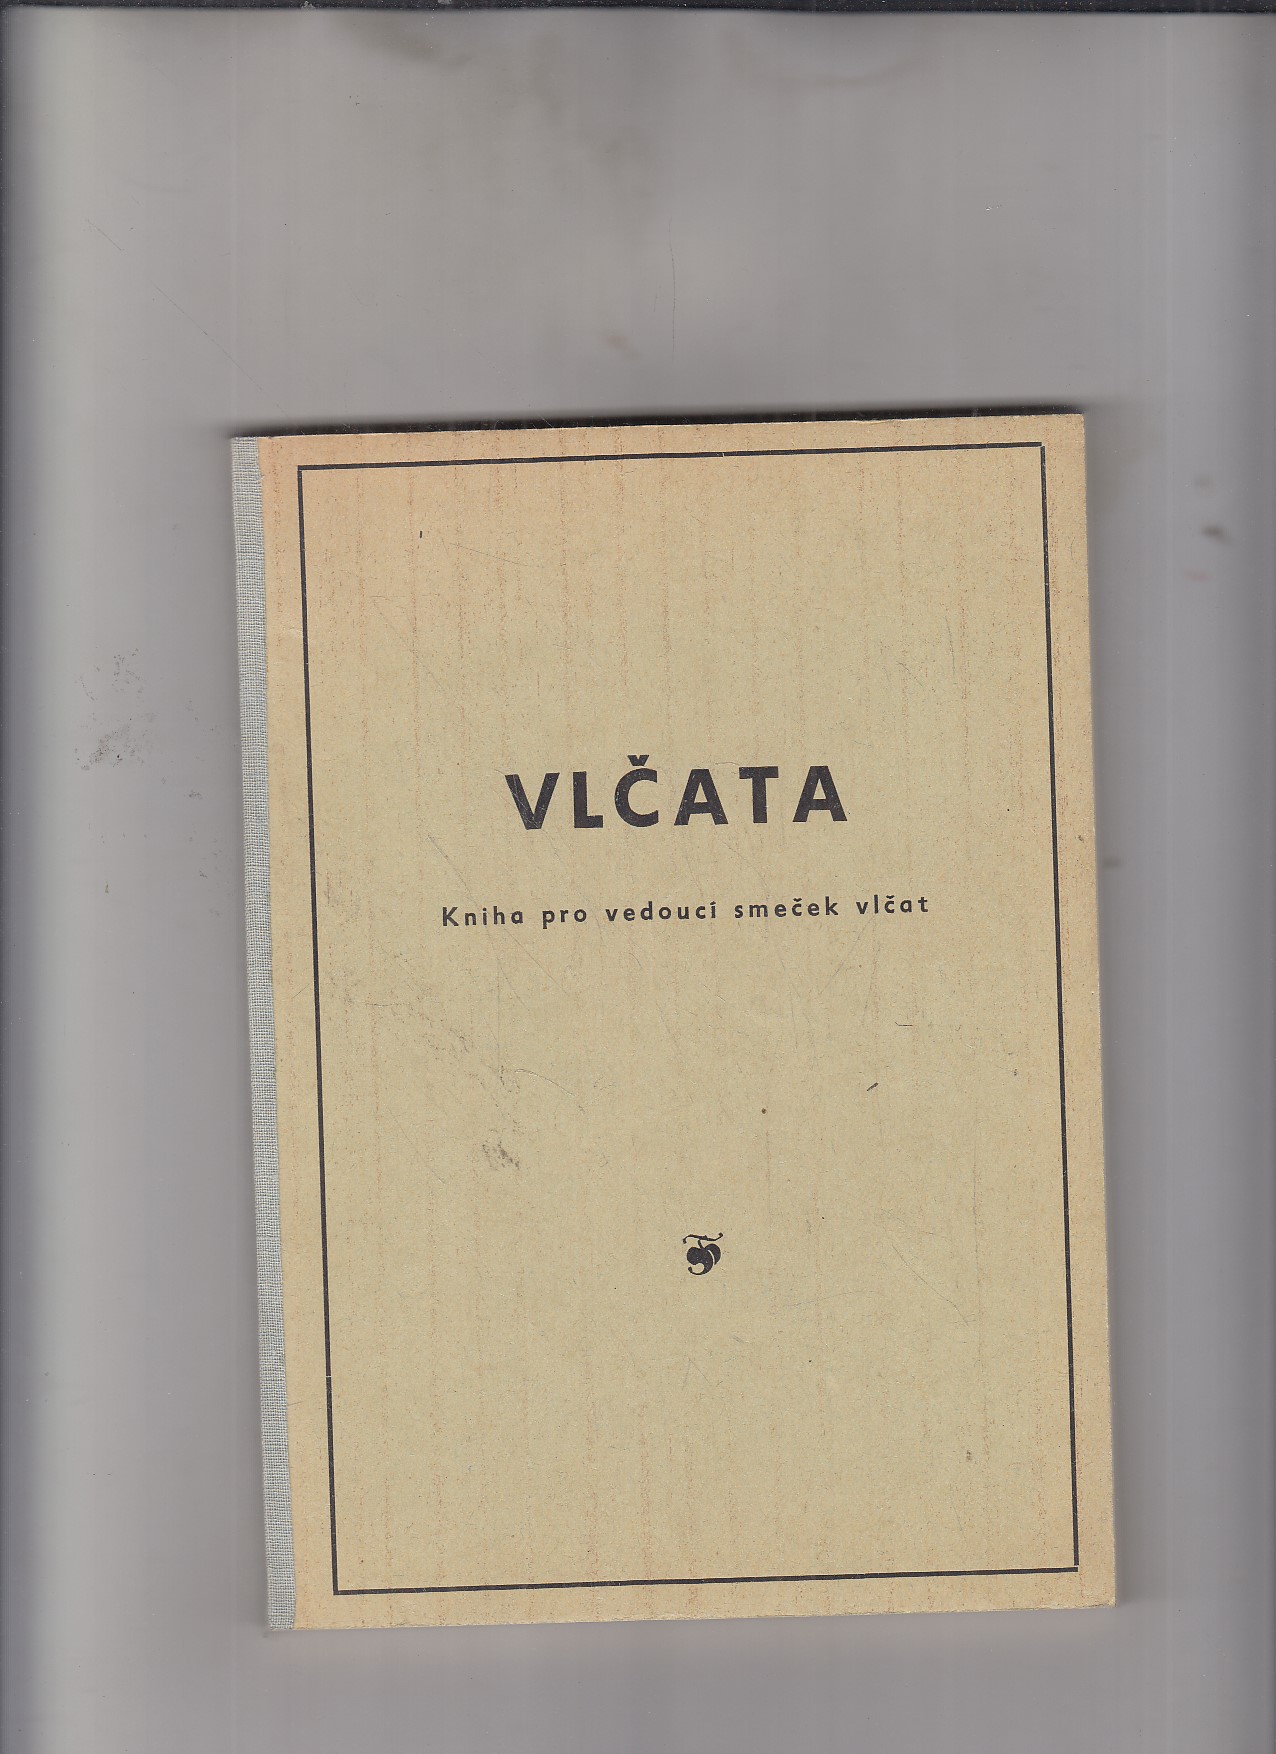 VLČATA
Kniha pro vedoucí smeček vlčat